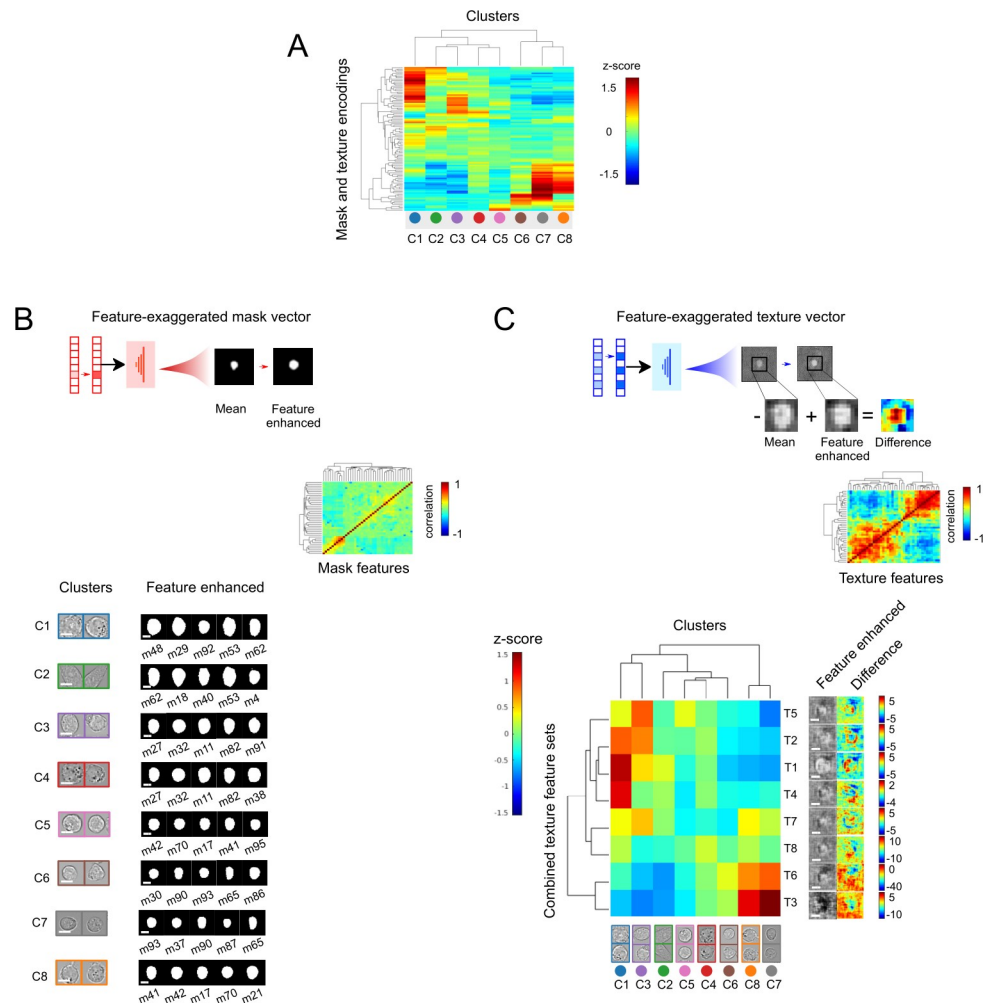 A
Clusters
Mask and texture encodings
z-score
1.5
0
-1.5
C1 C2 C3 C4 C5 C6 C7 C8
B
Feature-exaggerated mask vector
Mean
Feature
enhanced
1
correlation
-1
Mask features
Clusters
Feature enhanced
C1
m48 m29 m92 m53 m62
C2
m62 m18 m40 m53 m4
C3
m27 m32 m11 m82 m91
C4
m27 m32 m11 m82 m38
C5
m42 m70 m17 m41 m95
C6
m30 m90 m93 m65 m86
C7
m93 m37 m90 m87 m65
C8
m41 m42 m17 m70 m21
C
Feature-exaggerated texture vector
- + =
Mean
Feature
enhanced
Difference
1
correlation
-1
Texture features
z-score
1.5
1
0.5
0
-0.5
-1
-1.5
Clusters
Feature enhanced
Difference
Combined texture feature sets
T5
5
-5
T2
5
-5
T1
5
-5
T4
2
-4
T7
5
-5
T8
10
-10
T6
0
-40
T3
5
-10
C1 C3 C2 C5 C4 C6 C8 C7